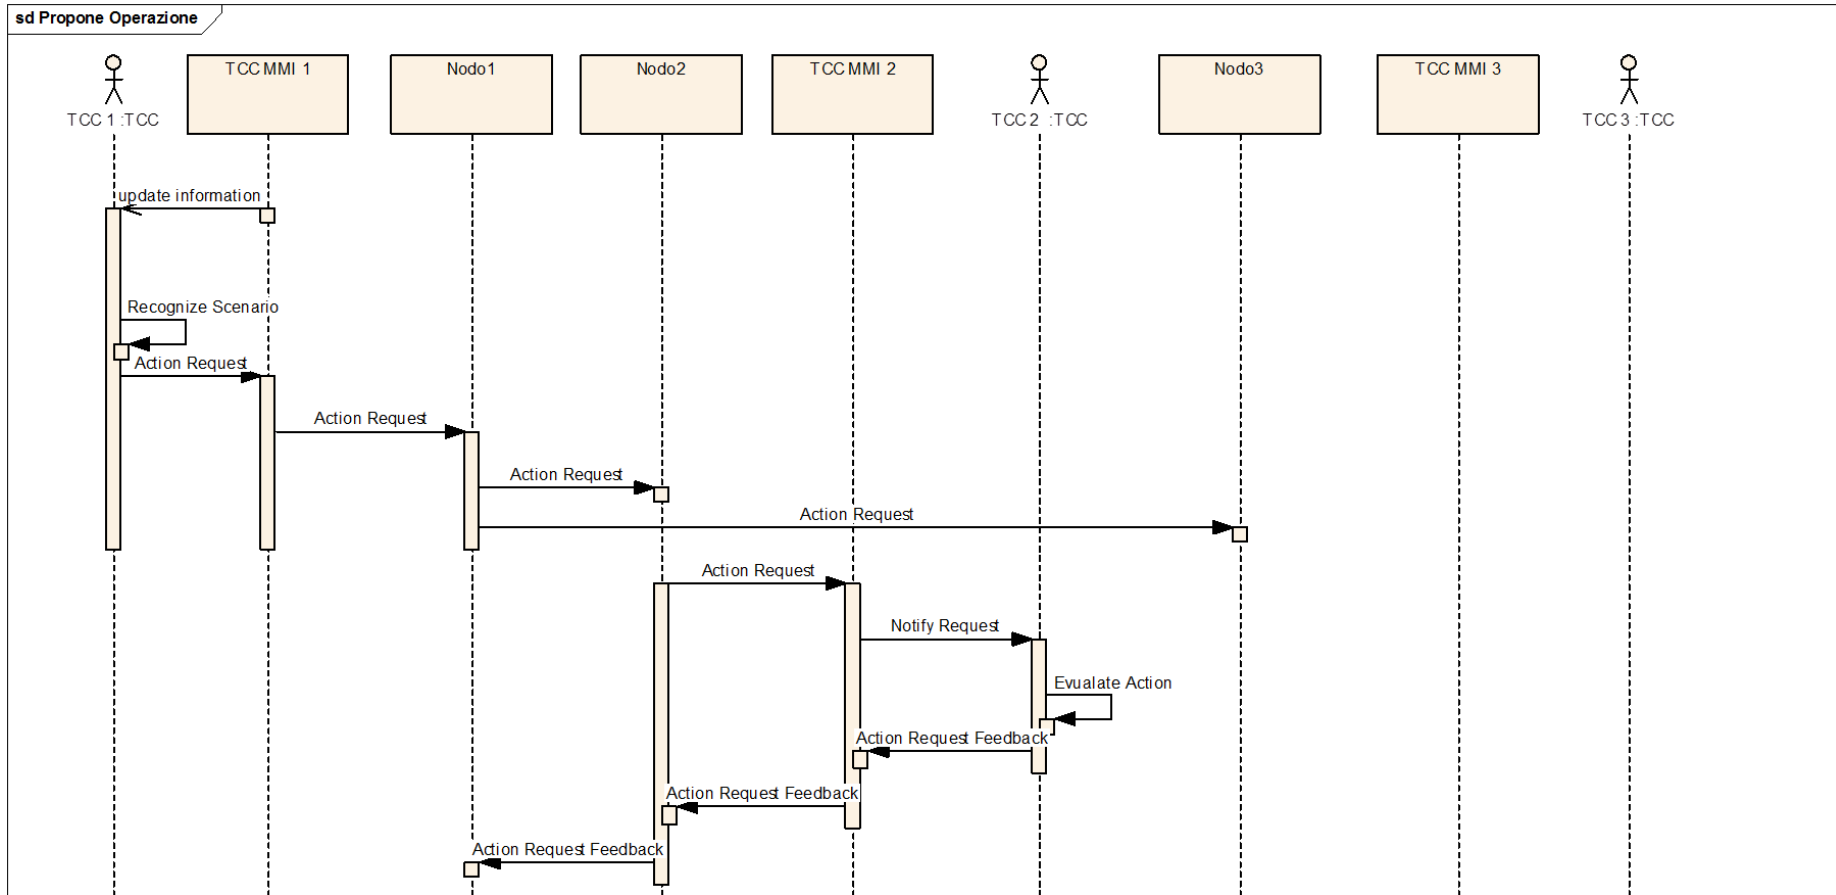 sd Propone Operazione
TCC MMI 1
Nodo1
Nodo2
TCC MMI 2
Nodo3
TCC MMI 3
TCC 1 :TCC
TCC 2 :TCC
TCC 3 :TCC
update information
Recognize Scenario
Action Request
Action Request
Action Request
Action Request
Action Request
Notify Request
Evualate Action
Action Request Feedback
Action Request Feedback
Action Request Feedback